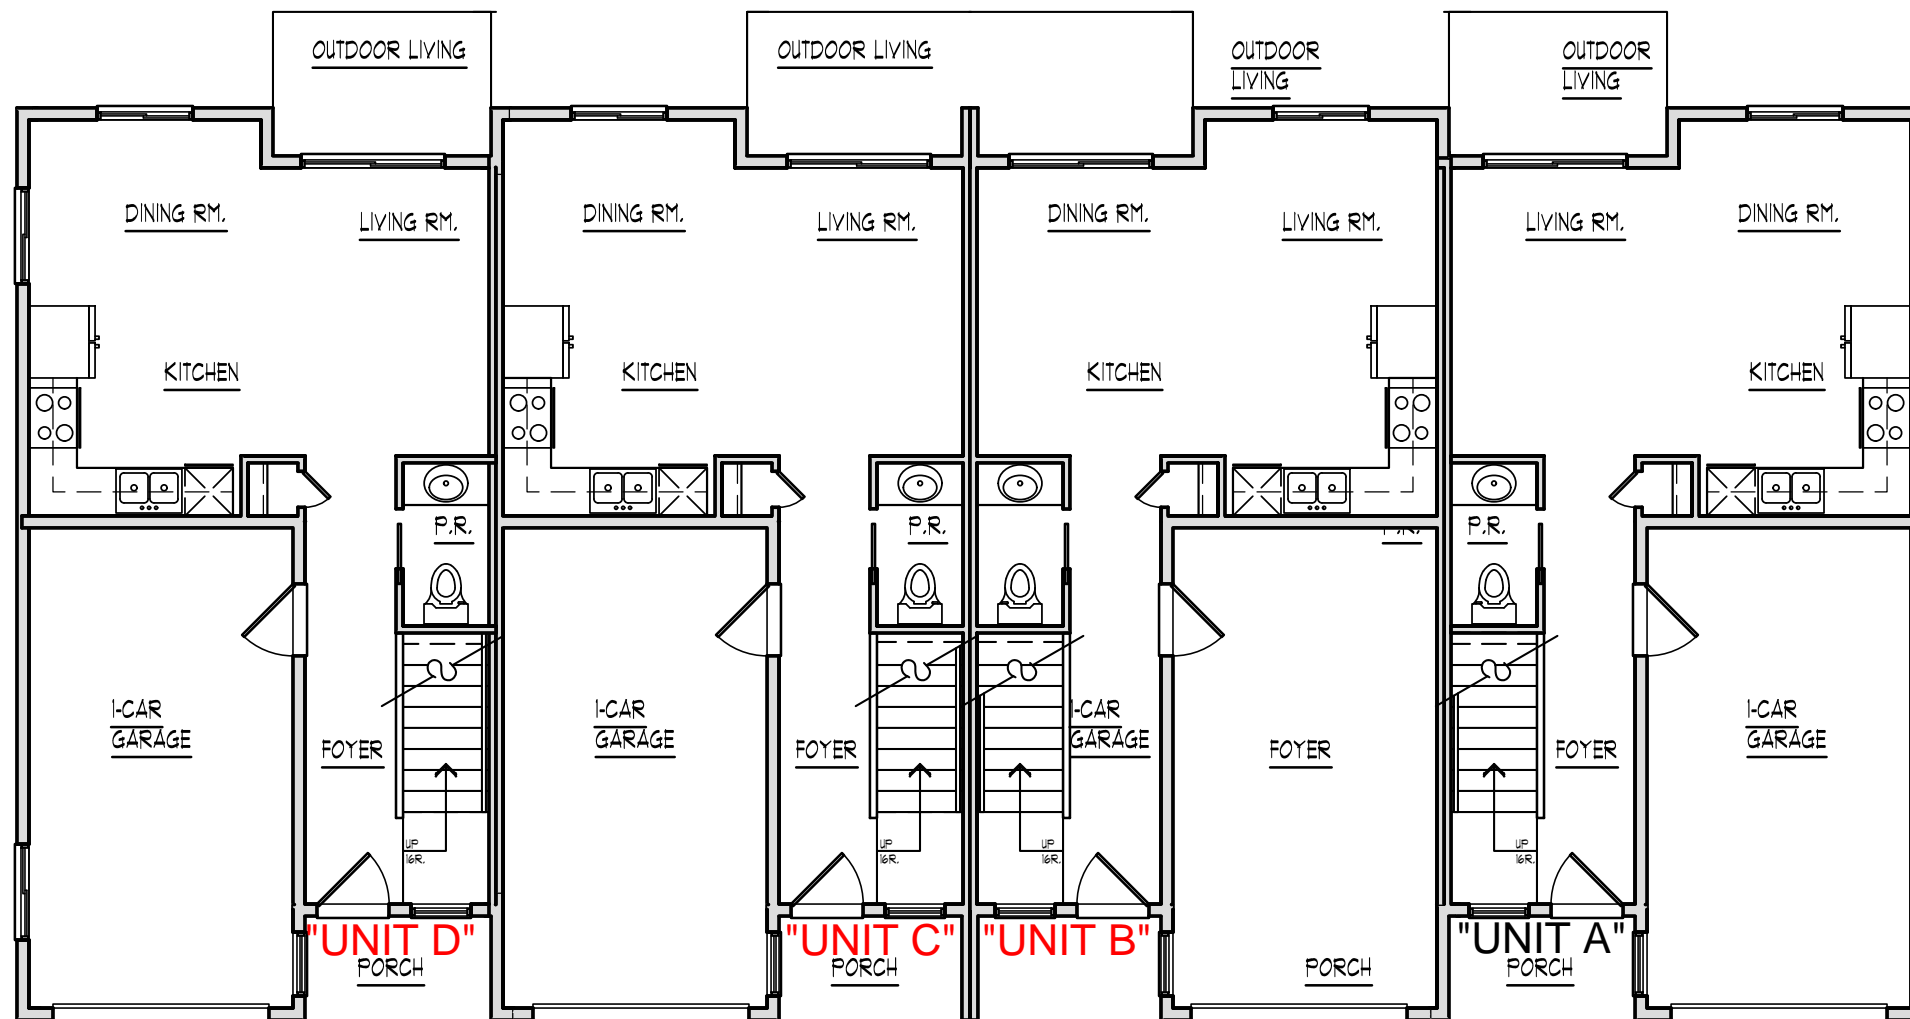 OUTDOOR LIVING
OUTDOOR LIVING
OUTDOOR
LIVING
OUTDOOR
LIVING
DINING RM.
LIVING RM.
DINING RM.
LIVING RM.
DINING RM.
LIVING RM.
LIVING RM.
DINING RM.
KITCHEN
KITCHEN
KITCHEN
KITCHEN
P.R.
P.R.
P.R.
P.R.
1-CAR
GARAGE
FOYER
1-CAR
GARAGE
FOYER
1-CAR
GARAGE
FOYER
FOYER
1-CAR
GARAGE
UP
16R.
UP
16R.
UP
16R.
UP
16R.
"UNIT D"
"UNIT C"
"UNIT B"
"UNIT A"
PORCH
PORCH
PORCH
PORCH